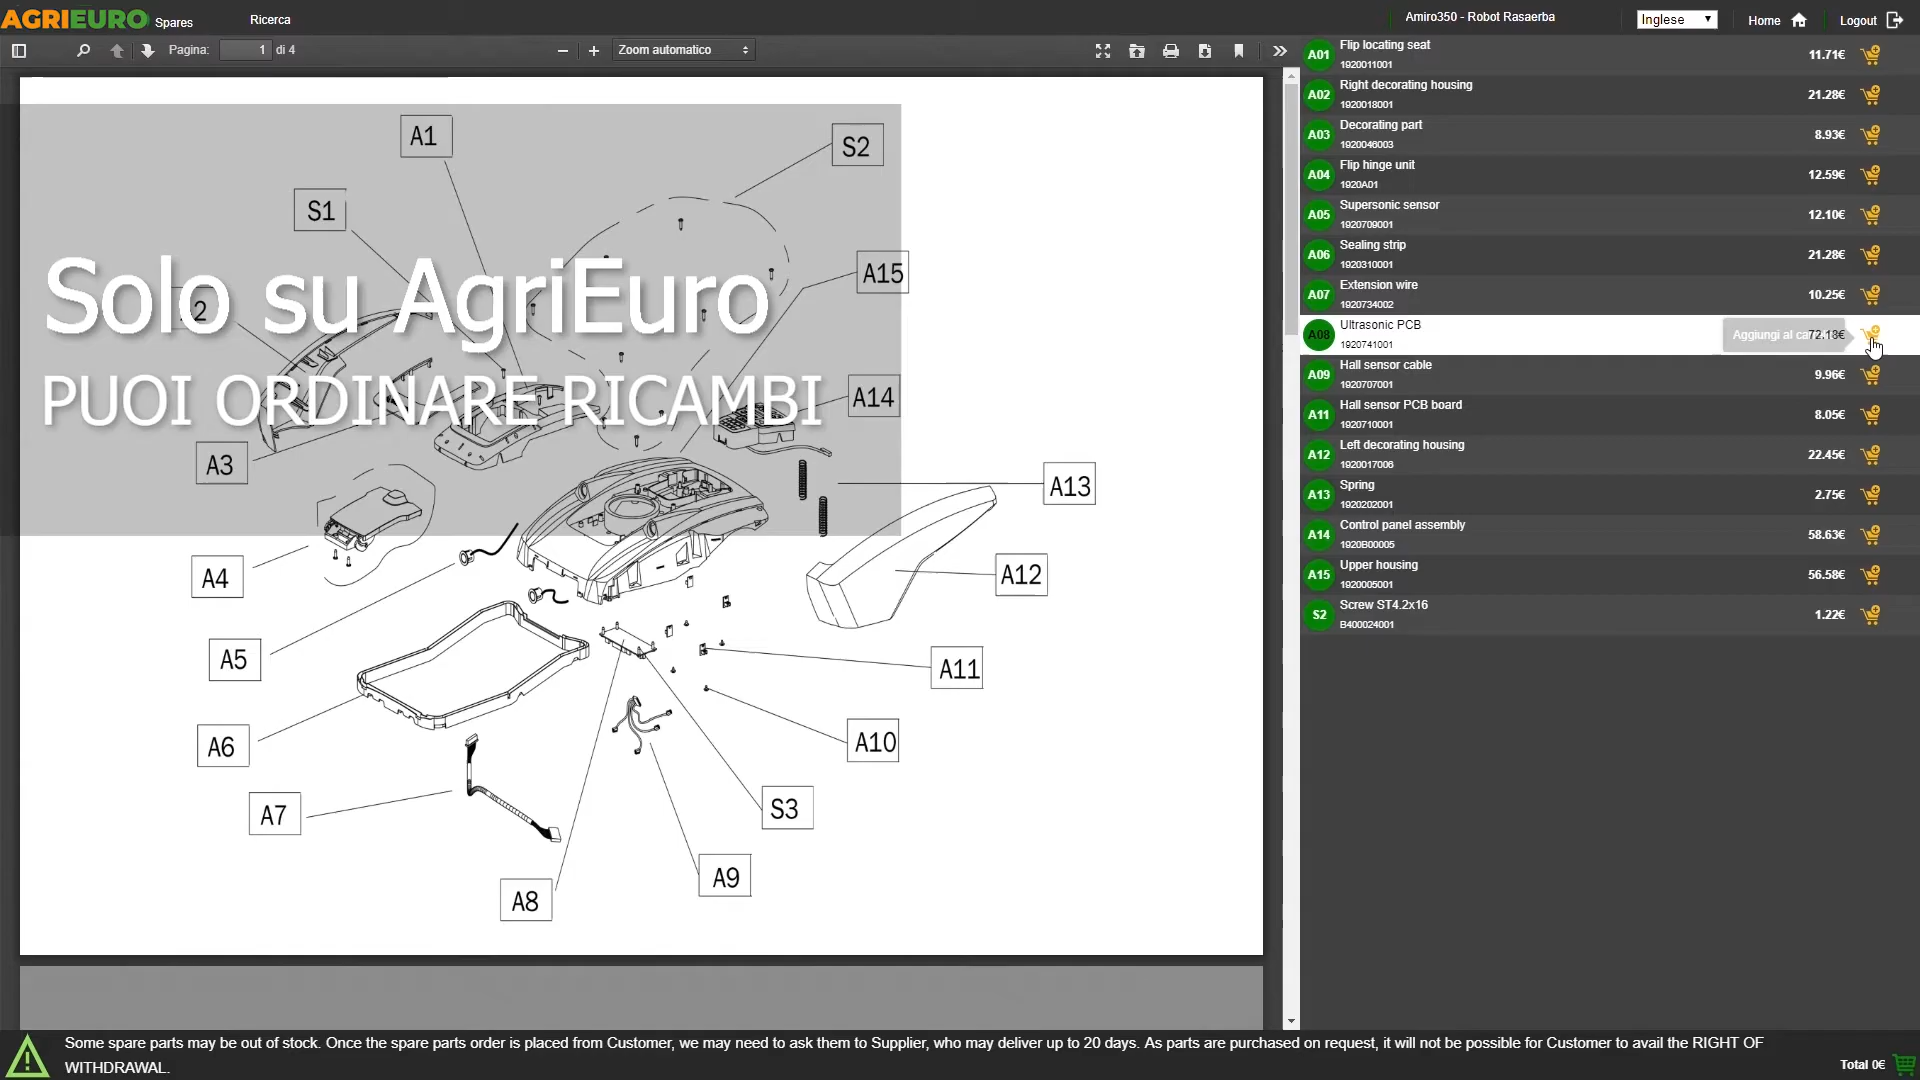 AGRIEURO Spares Ricerca Amiro350 - Robot Rasaerba Inglese Home Logout
Pagina: 1 di 4 Zoom automatico
A1
S2
S1
A15
2
Solo su AgriEuro
PUOI ORDINARE RICAMBI
A14
A3
A13
A4
A12
A5
A11
A6
A10
A7
S3
A9
A8
A01 Flip locating seat 11.71€
1920011001
A02 Right decorating housing 21.28€
1920018001
A03 Decorating part 8.93€
1920046003
A04 Flip hinge unit 12.59€
1920A01
A05 Supersonic sensor 12.10€
1920709001
A06 Sealing strip 21.28€
1920310001
A07 Extension wire 10.25€
1920734002
A08 Ultrasonic PCB Aggiungi al 72.18€
1920741001
A09 Hall sensor cable 9.96€
1920707001
A11 Hall sensor PCB board 8.05€
1920710001
A12 Left decorating housing 22.45€
1920017006
A13 Spring 2.75€
1920202001
A14 Control panel assembly 58.63€
1920B00005
A15 Upper housing 56.58€
1920005001
S2 Screw ST4.2x16 1.22€
B400024001
Some spare parts may be out of stock. Once the spare parts order is placed from Customer, we may need to ask them to Supplier, who may deliver up to 20 days. As parts are purchased on request, it will not be possible for Customer to avail the RIGHT OF
WITHDRAWAL.
Total 0€